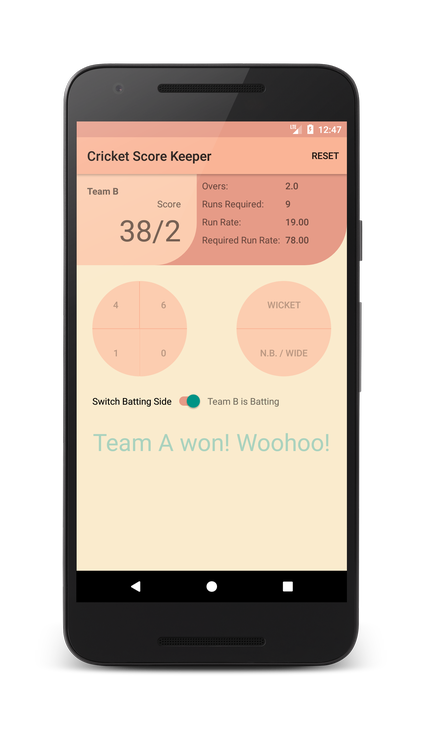 12:47
Cricket Score Keeper RESET
Team B
Score
38/2
Overs: 2.0
Runs Required: 9
Run Rate: 19.00
Required Run Rate: 78.00
4 6
1 0
WICKET
N.B. / WIDE
Switch Batting Side Team B is Batting
Team A won! Woohoo!